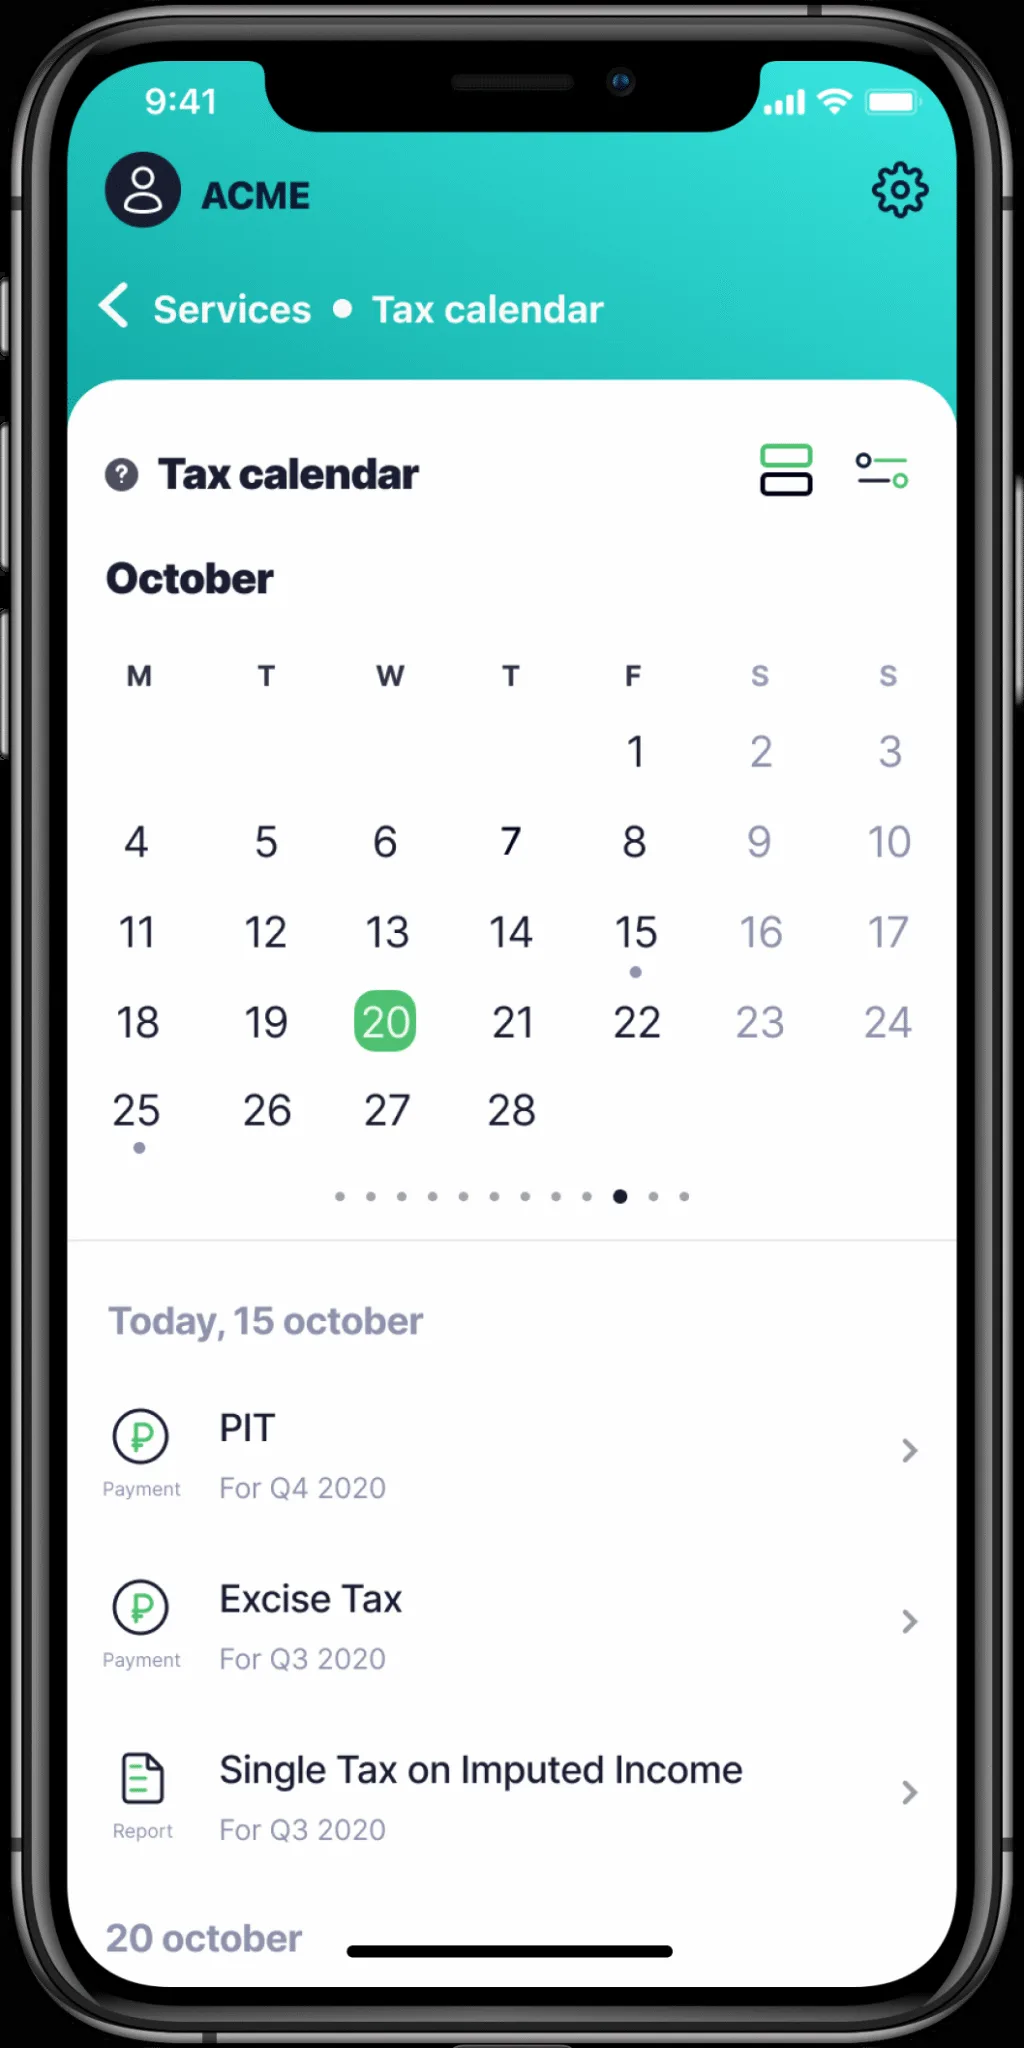 9:41
ACME
Services • Tax calendar
? Tax calendar
October
M T W T F S S
1 2 3
4 5 6 7 8 9 10
11 12 13 14 15 16 17
18 19 20 21 22 23 24
25 26 27 28
Today, 15 october
₽ PIT
Payment For Q4 2020
₽ Excise Tax
Payment For Q3 2020
Single Tax on Imputed Income
Report For Q3 2020
20 october